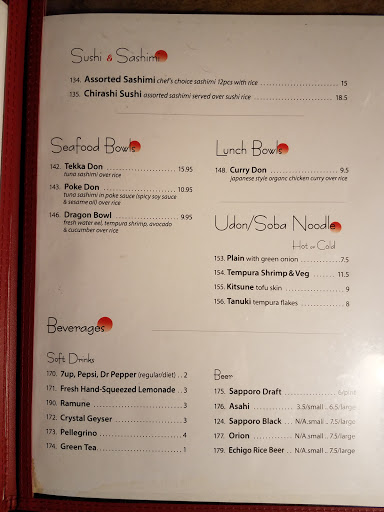 Sushi & Sashimi
134. Assorted Sashimi chef's choice sashimi 12pcs with rice ........ 15
135. Chirashi Sushi assorted sashimi served over sushi rice ........ 18.5
Seafood Bowls
142. Tekka Don ........ 15.95
tuna sashimi over rice
143. Poke Don ........ 10.95
tuna sashimi in poke sauce (spicy soy sauce
& sesame oil) over rice
146. Dragon Bowl ........ 9.95
fresh water eel, tempura shrimp, avocado
& cucumber over rice
Lunch Bowls
148. Curry Don ........ 9.5
japanese style organc chicken curry over rice
Udon/Soba Noodle
Hot or Cold
153. Plain with green onion ........ 7.5
154. Tempura Shrimp & Veg ........ 11.5
155. Kitsune tofu skin ........ 9
156. Tanuki tempura flakes ........ 8
Beverages
Soft Drinks
170. 7up, Pepsi, Dr Pepper (regular/diet) .. 2
171. Fresh Hand-Squeezed Lemonade .. 3
190. Ramune ........ 3
172. Crystal Geyser ........ 3
173. Pellegrino ........ 4
174. Green Tea ........ 1
Beer
175. Sapporo Draft ........ 6/pint
176. Asahi ........ 3.5/small .. 6.5/large
124. Sapporo Black ... N/A small .. 7.5/large
177. Orion ........ N/A small .. 7.5/large
179. Echigo Rice Beer .. N/A small .. 7.5/large